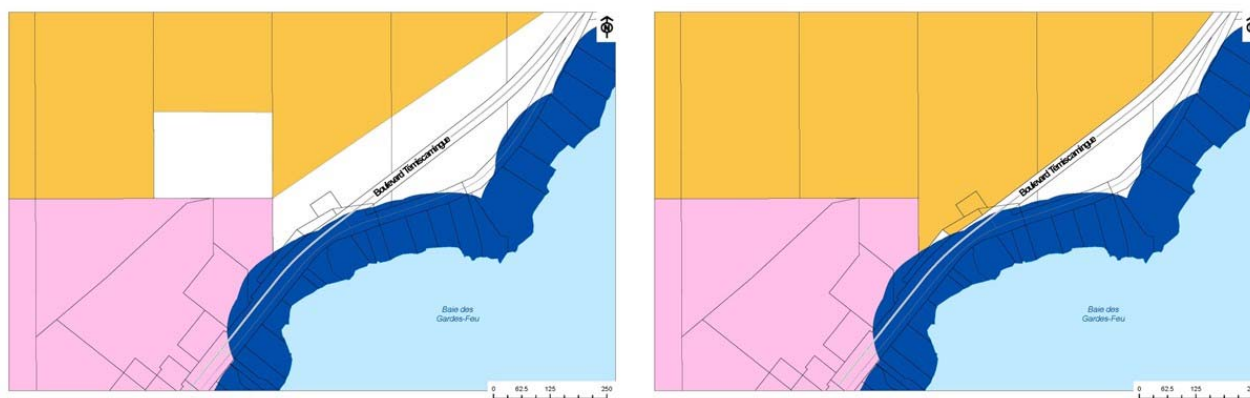 N
Boulevard Témiscamingue
Baie des
Gardes-Feu
0 62.5 125 250
Boulevard Témiscamingue
Baie des
Gardes-Feu
0 62.5 125